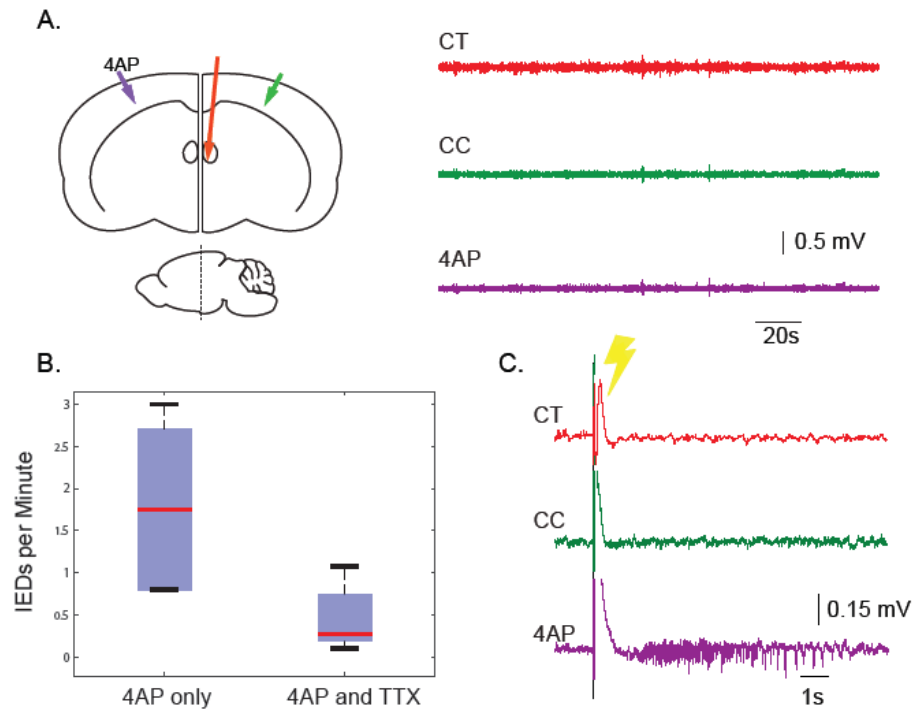 A.
4AP
CT
CC
0.5 mV
4AP
20s
B.
IEDs per Minute
3
2.5
2
1.5
1
0.5
0
4AP only
4AP and TTX
C.
CT
CC
0.15 mV
4AP
1s